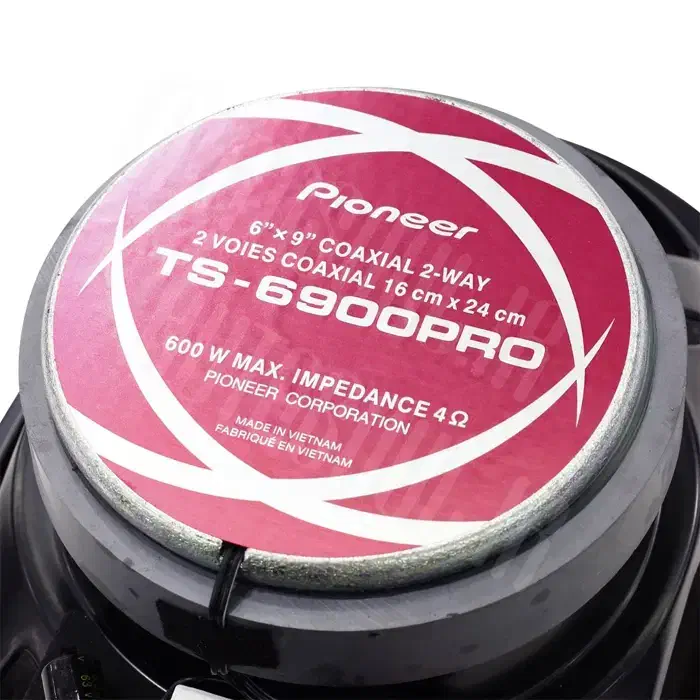 Pioneer
6”x 9” COAXIAL 2-WAY
2 VOIES COAXIAL 16 cm x 24 cm
TS-6900PRO
600 W MAX. IMPEDANCE 4 Ω
PIONEER CORPORATION
MADE IN VIETNAM
FABRIQUÉ EN VIETNAM